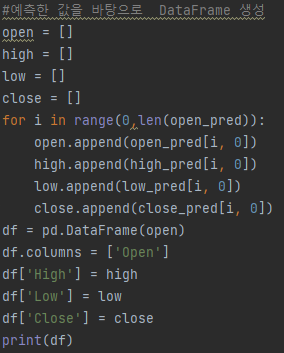 #예측한 값을 바탕으로  DataFrame 생성
open = []
high = []
low = []
close = []
for i in range(0,len(open_pred)):
    open.append(open_pred[i, 0])
    high.append(high_pred[i, 0])
    low.append(low_pred[i, 0])
    close.append(close_pred[i, 0])
df = pd.DataFrame(open)
df.columns = ['Open']
df['High'] = high
df['Low'] = low
df['Close'] = close
print(df)